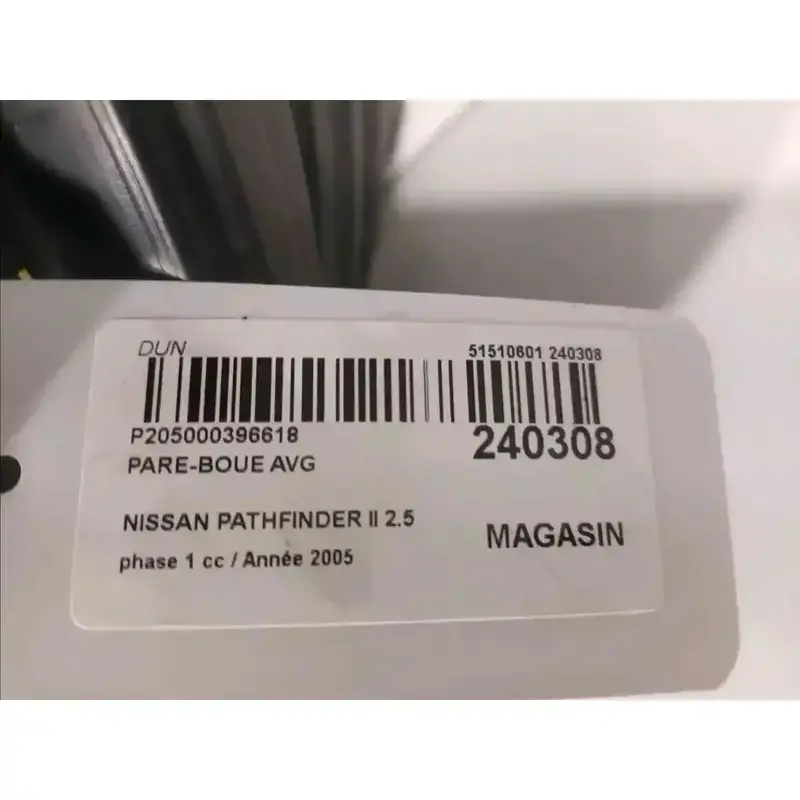 DUN
51510601 240308
P205000396618
240308
PARE-BOUE AVG
NISSAN PATHFINDER II 2.5
MAGASIN
phase 1 cc / Année 2005